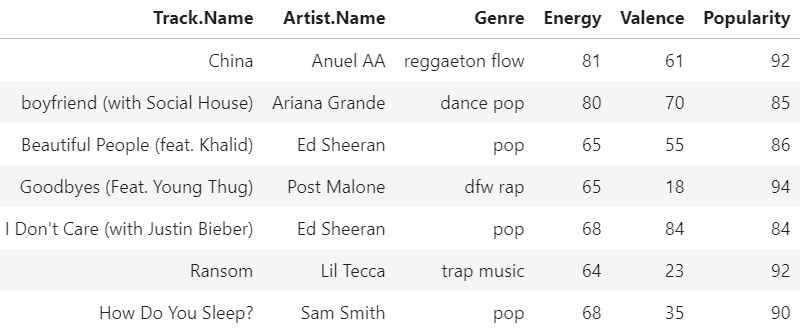 Track.Name Artist.Name Genre Energy Valence Popularity
China Anuel AA reggaeton flow 81 61 92
boyfriend (with Social House) Ariana Grande dance pop 80 70 85
Beautiful People (feat. Khalid) Ed Sheeran pop 65 55 86
Goodbyes (Feat. Young Thug) Post Malone dfw rap 65 18 94
I Don't Care (with Justin Bieber) Ed Sheeran pop 68 84 84
Ransom Lil Tecca trap music 64 23 92
How Do You Sleep? Sam Smith pop 68 35 90